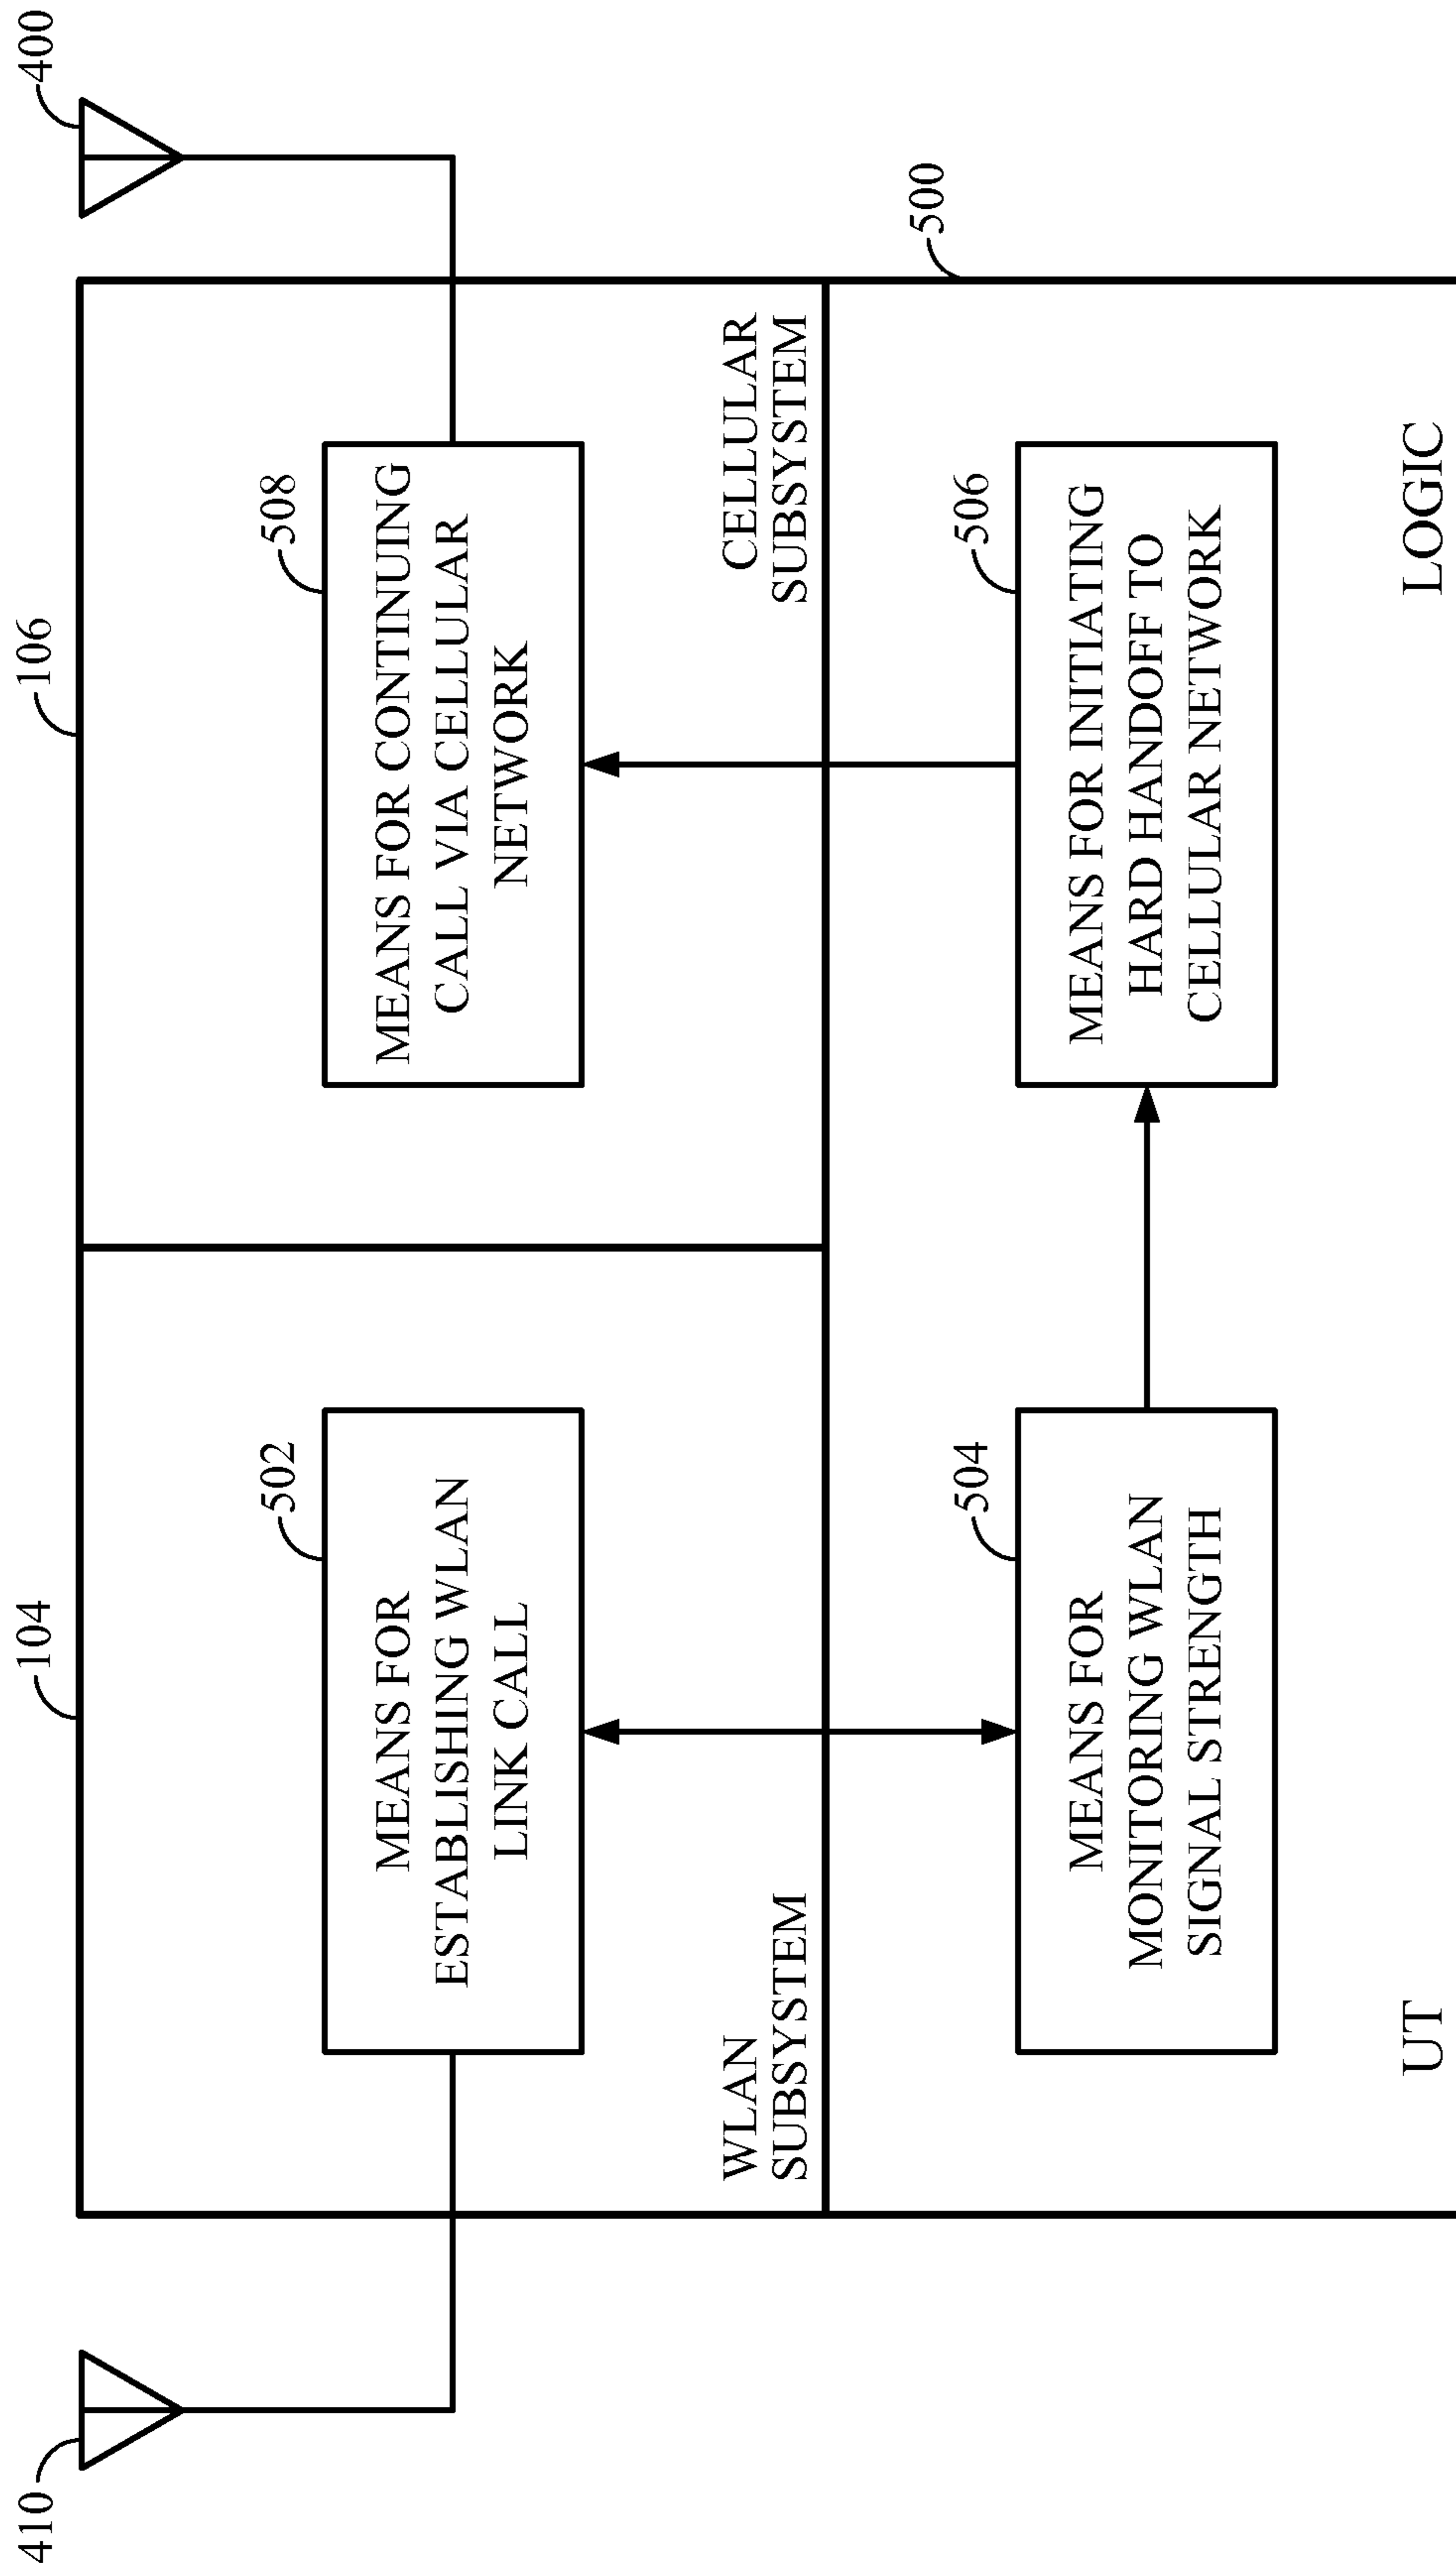 410
104
106
400
502
MEANS FOR
ESTABLISHING WLAN
LINK CALL
508
MEANS FOR CONTINUING
CALL VIA CELLULAR
NETWORK
WLAN
SUBSYSTEM
CELLULAR
SUBSYSTEM
500
504
MEANS FOR
MONITORING WLAN
SIGNAL STRENGTH
506
MEANS FOR INITIATING
HARD HANDOFF TO
CELLULAR NETWORK
UT
LOGIC